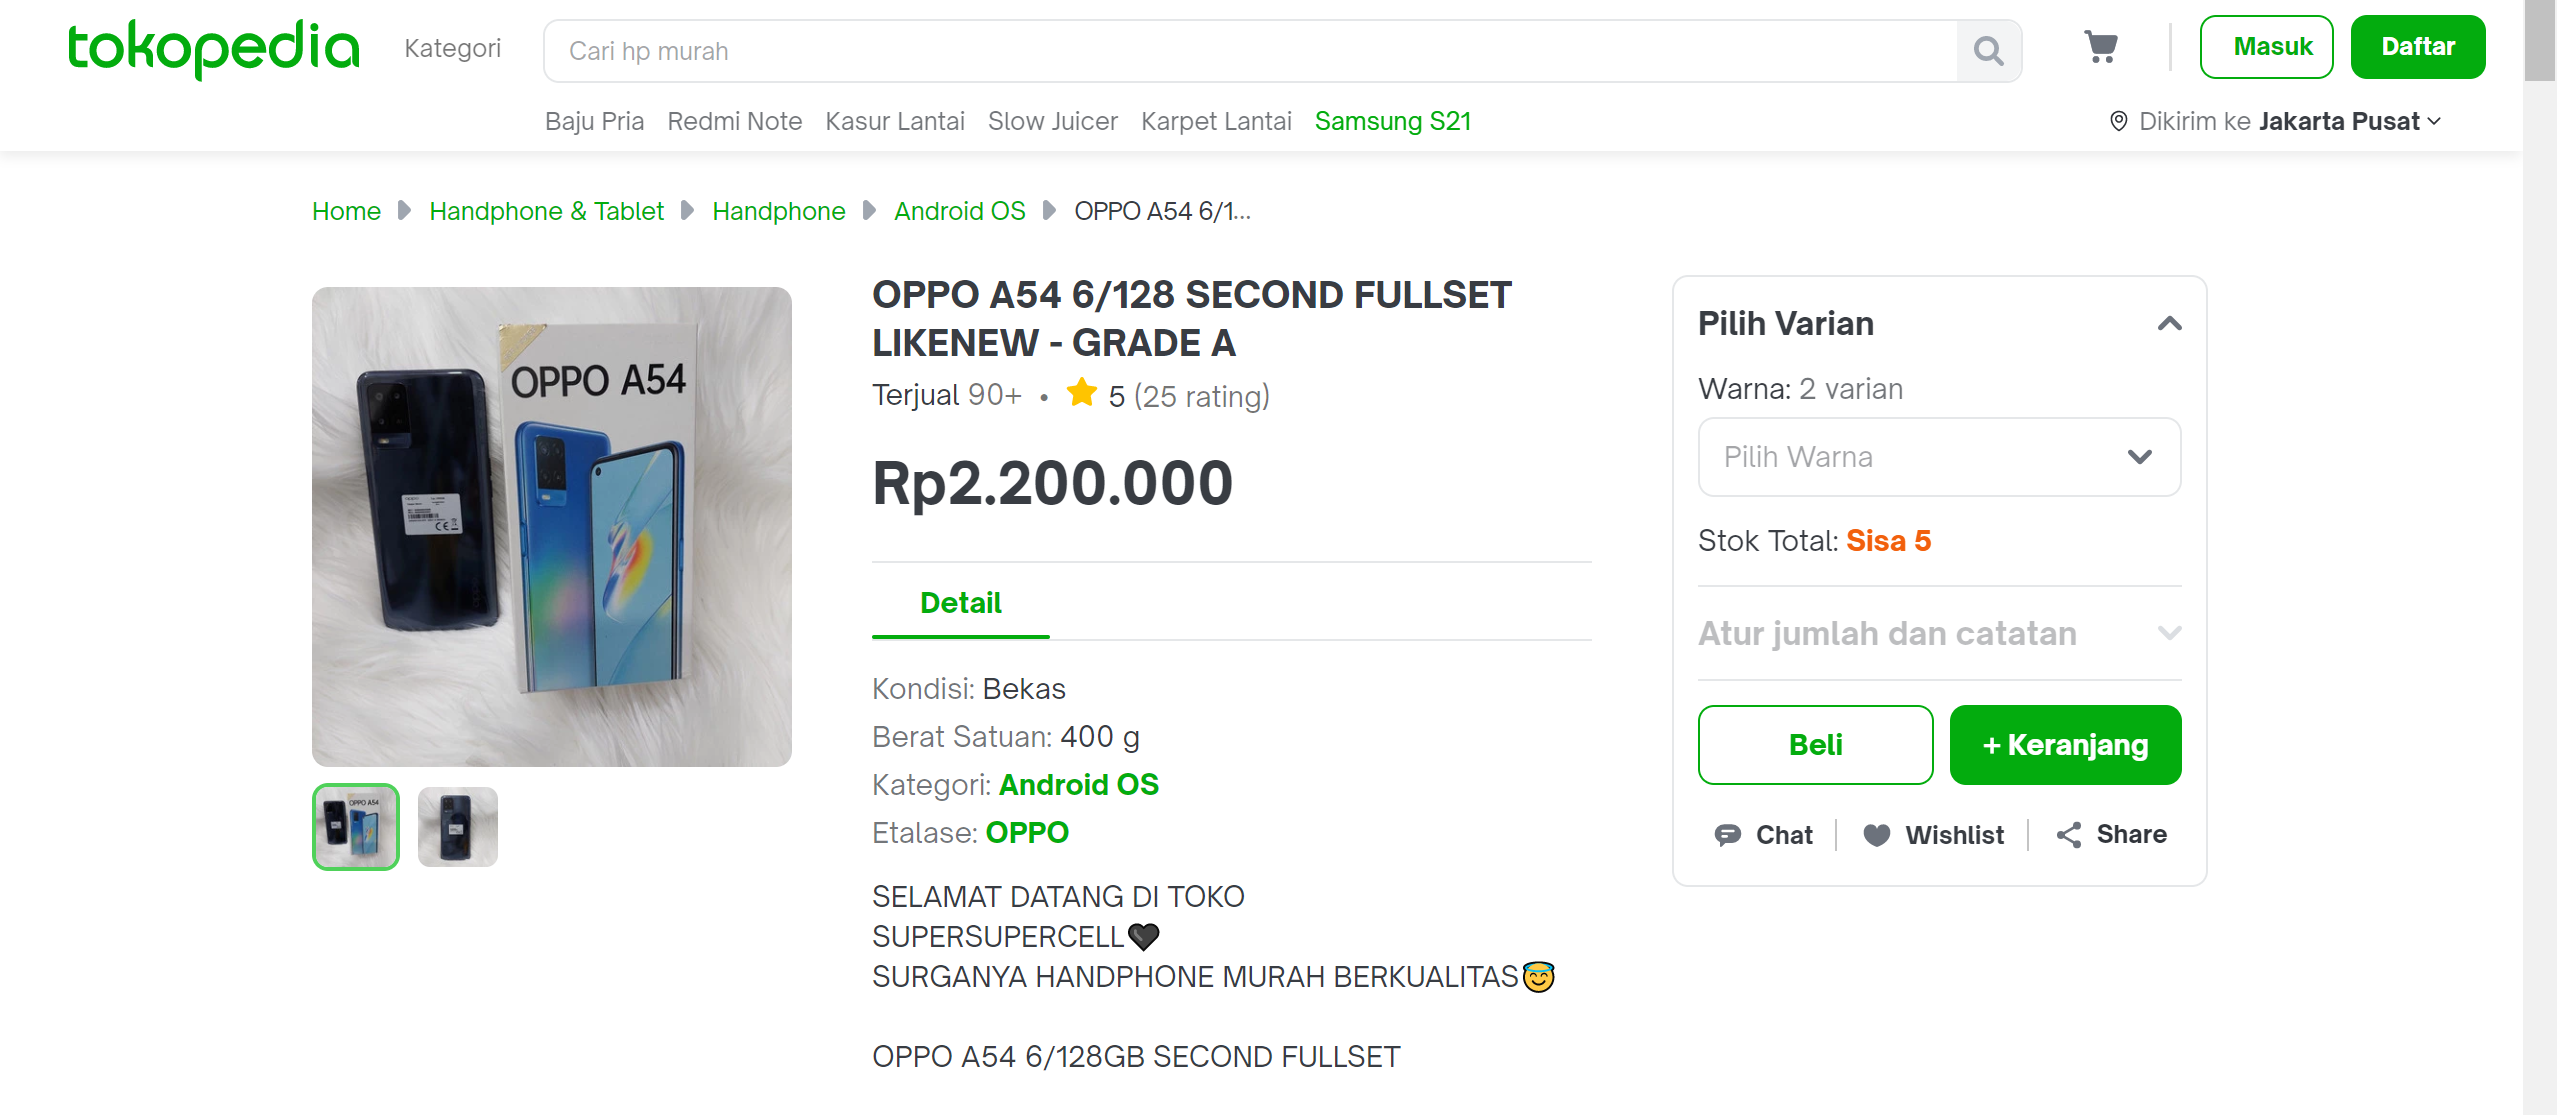 tokopedia
Kategori
Cari hp murah
Masuk
Daftar
Baju Pria Redmi Note Kasur Lantai Slow Juicer Karpet Lantai Samsung S21
Dikirim ke Jakarta Pusat
Home Handphone & Tablet Handphone Android OS OPPO A54 6/1...
OPPO A54
OPPO A54 6/128 SECOND FULLSET
LIKENEW - GRADE A
Terjual 90+ • 5 (25 rating)
Rp2.200.000
Detail
Kondisi: Bekas
Berat Satuan: 400 g
Kategori: Android OS
Etalase: OPPO
SELAMAT DATANG DI TOKO
SUPERSUPERCELL🖤
SURGANYA HANDPHONE MURAH BERKUALITAS😇
OPPO A54 6/128GB SECOND FULLSET
Pilih Varian
Warna: 2 varian
Pilih Warna
Stok Total: Sisa 5
Atur jumlah dan catatan
Beli
+ Keranjang
Chat
Wishlist
Share
OPPO A54